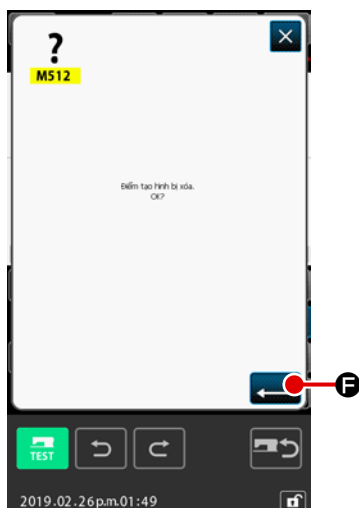 ?
M512
Điểm tạo hình bị xóa.
OK?
F
TEST
2019.02.26p.m.01:49